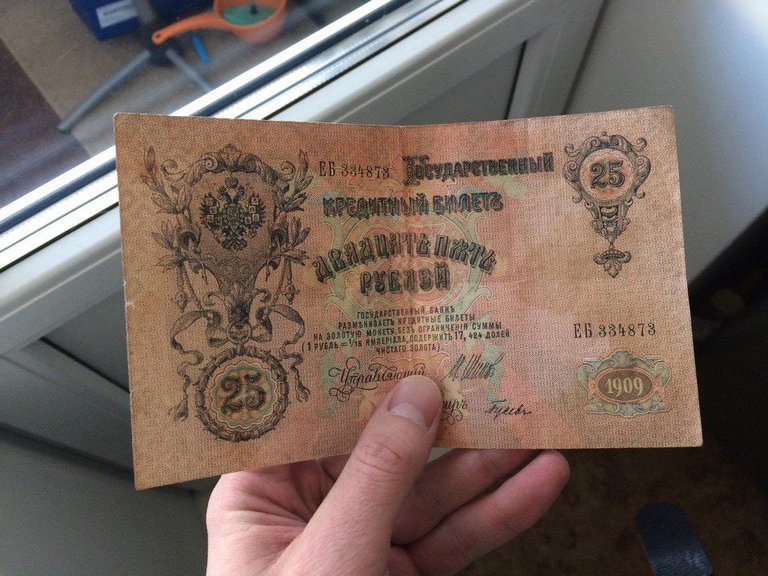 ЕБ 334873
Государственный
25
Кредитный Билетъ
Двадцать пять
рублей
ГОСУДАРСТВЕННЫЙ БАНКЪ
РАЗМѢНИВАЕТЪ КРЕДИТНЫЕ БИЛЕТЫ
НА ЗОЛОТУЮ МОНЕТУ БЕЗЪ ОГРАНИЧЕНІЯ СУММЫ
(1 РУБЛЬ = 1/15 ИМПЕРІАЛА, СОДЕРЖИТЪ 17,424 ДОЛЕЙ
ЧИСТАГО ЗОЛОТА)
ЕБ 334873
Управляющій
25
1909